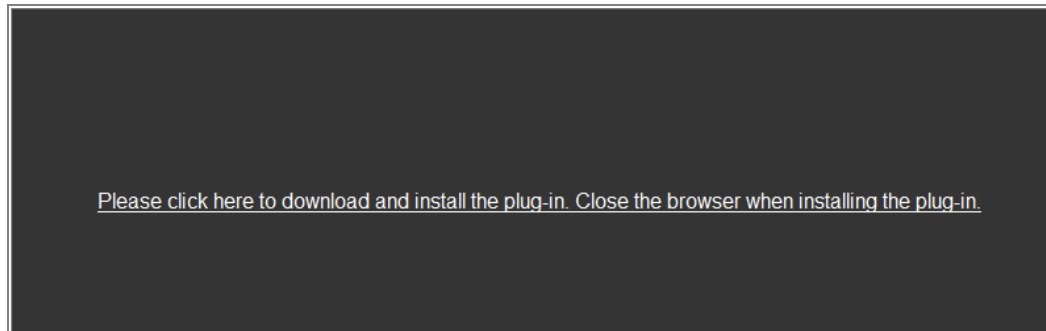 Please click here to download and install the plug-in. Close the browser when installing the plug-in.